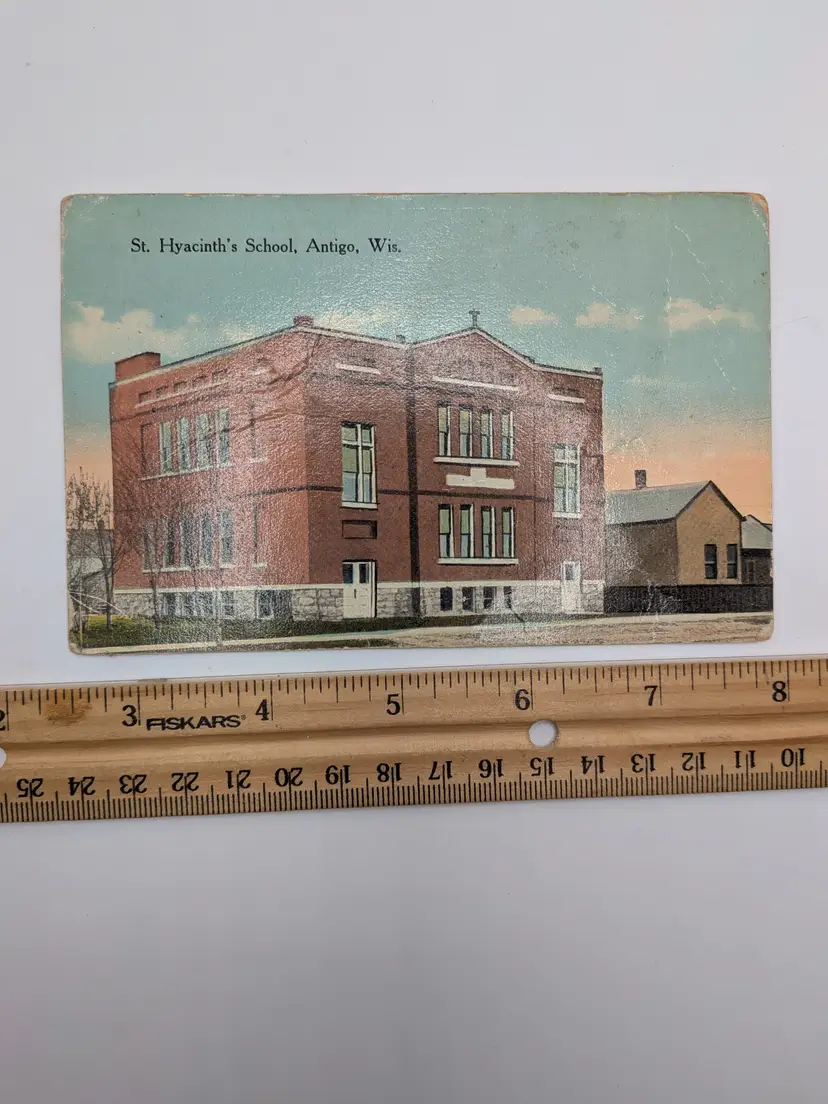 St. Hyacinth's School, Antigo, Wis.
2 3 FISKARS® 4 5 6 7 8
25 24 23 22 21 20 19 18 17 16 15 14 13 12 11 10